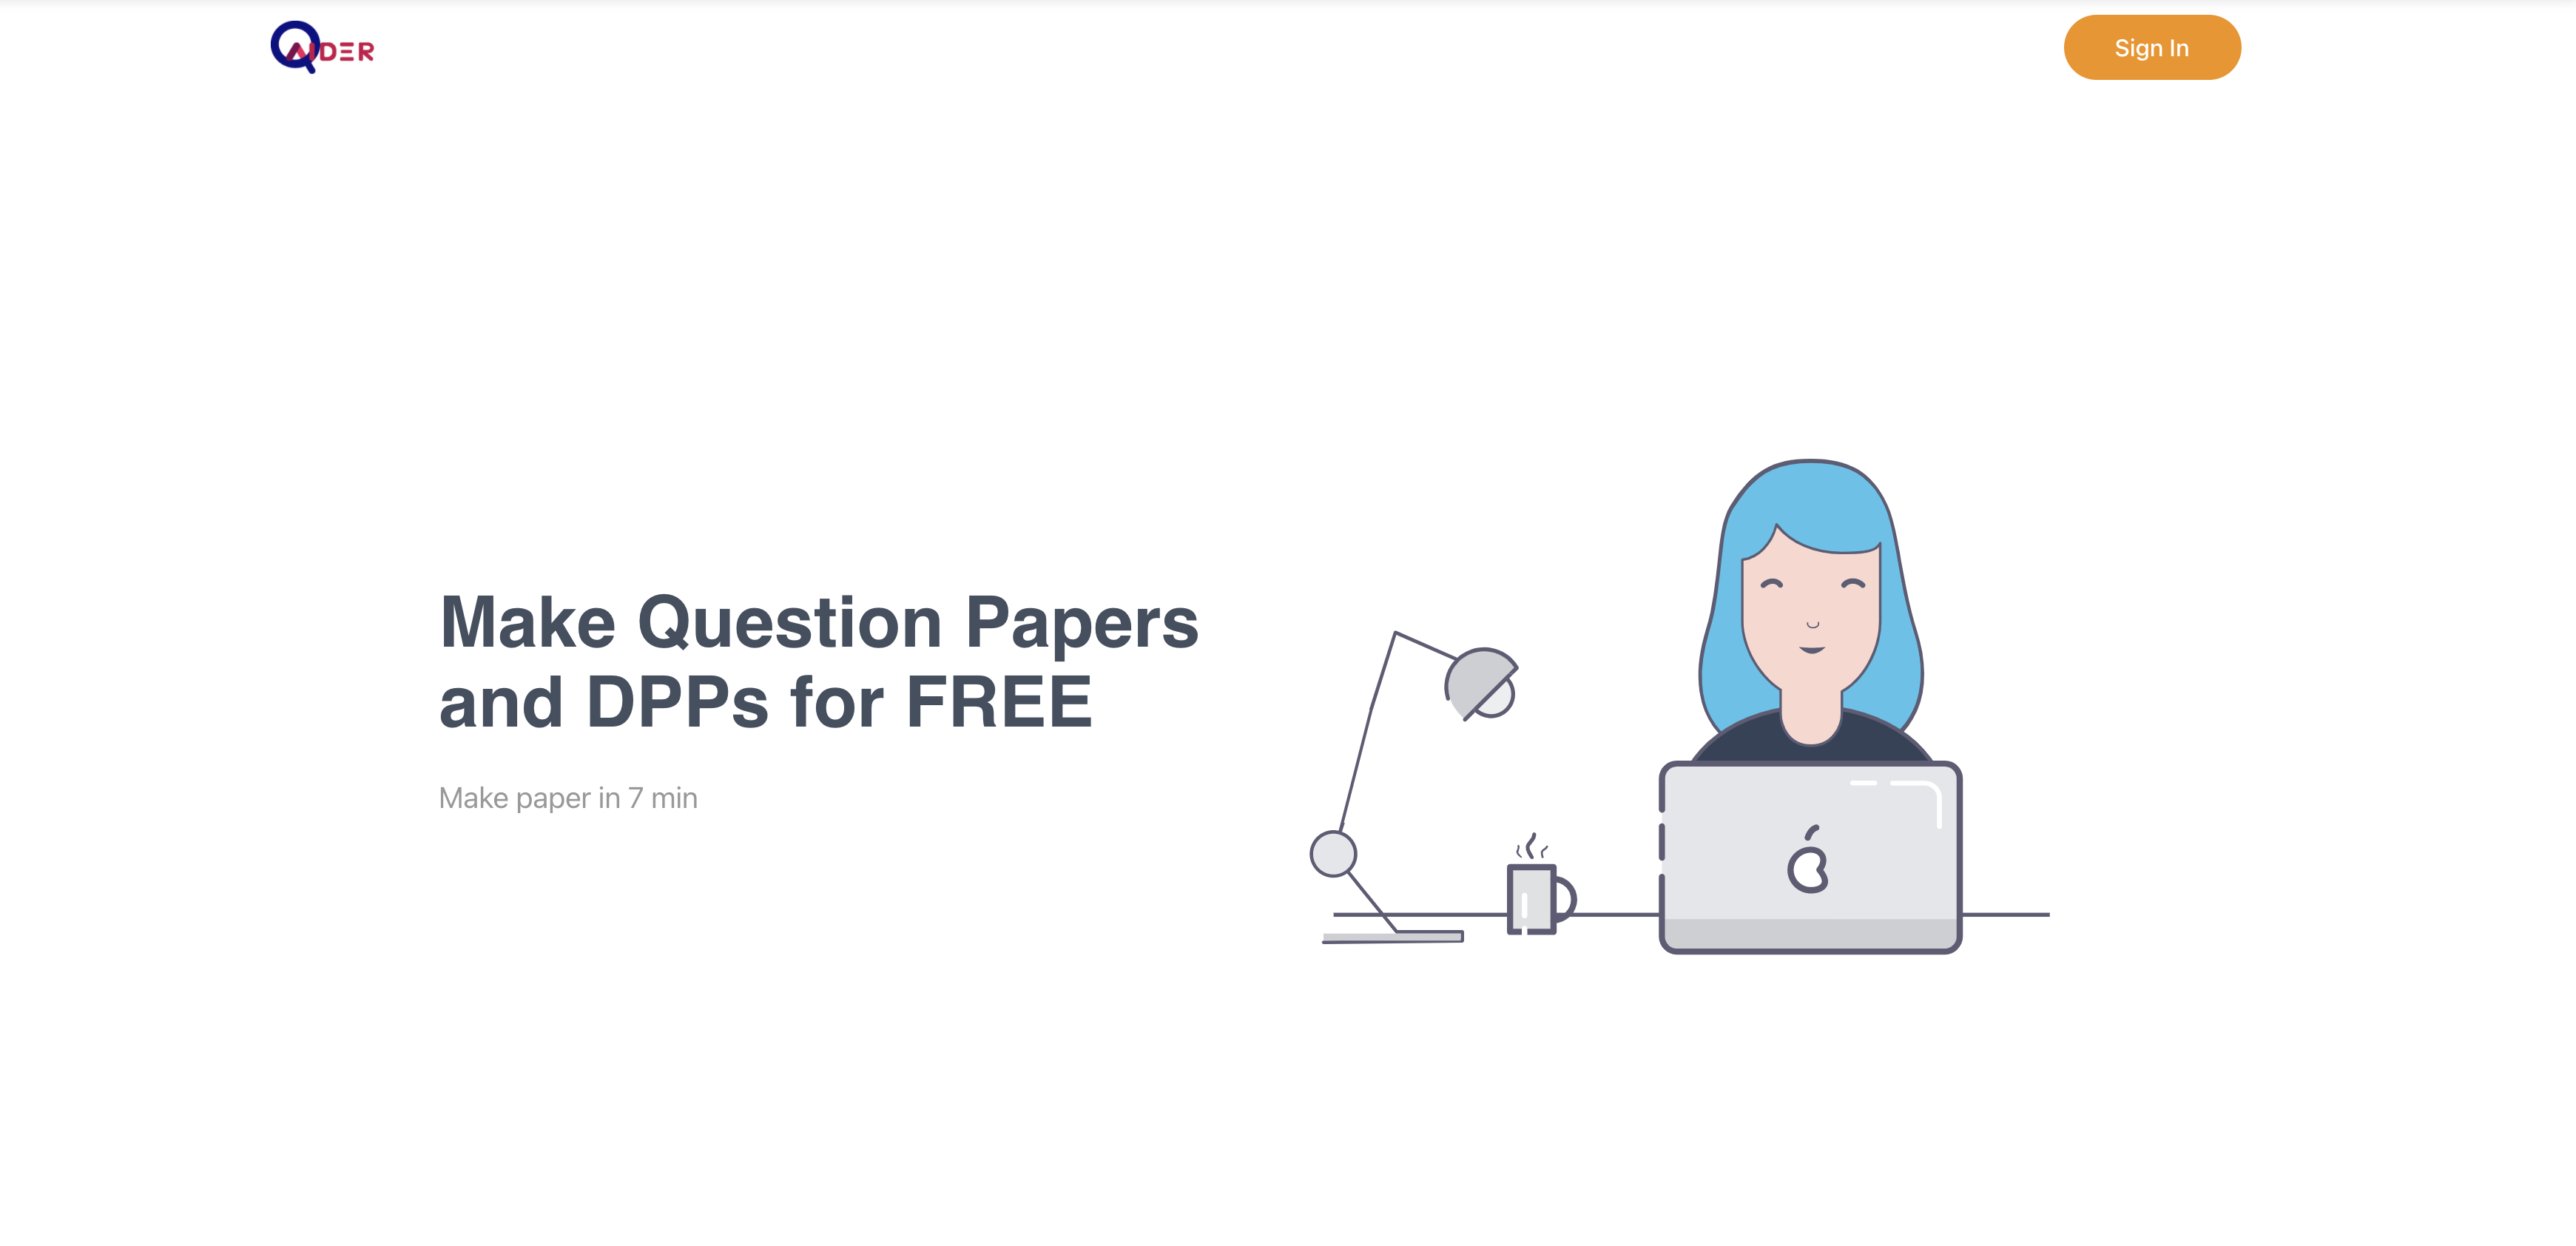 QAIDER
Sign In
Make Question Papers
and DPPs for FREE
Make paper in 7 min